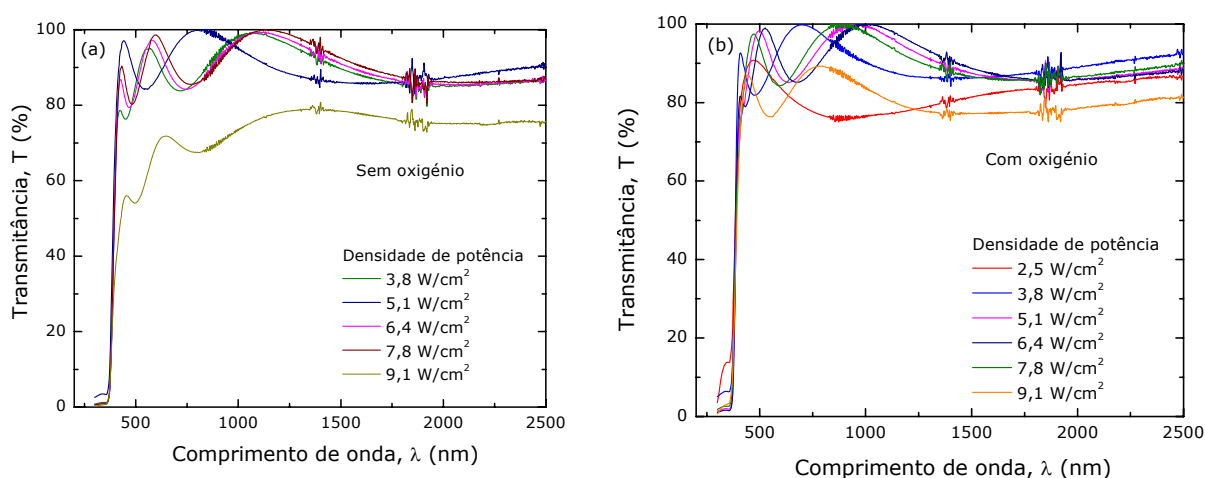 (a)
Transmitância, T (%)
100
80
60
40
20
0
Sem oxigénio
Densidade de potência
3,8 W/cm²
5,1 W/cm²
6,4 W/cm²
7,8 W/cm²
9,1 W/cm²
500 1000 1500 2000 2500
Comprimento de onda, λ (nm)
(b)
Transmitância, T (%)
100
80
60
40
20
0
Com oxigénio
Densidade de potência
2,5 W/cm²
3,8 W/cm²
5,1 W/cm²
6,4 W/cm²
7,8 W/cm²
9,1 W/cm²
500 1000 1500 2000 2500
Comprimento de onda, λ (nm)